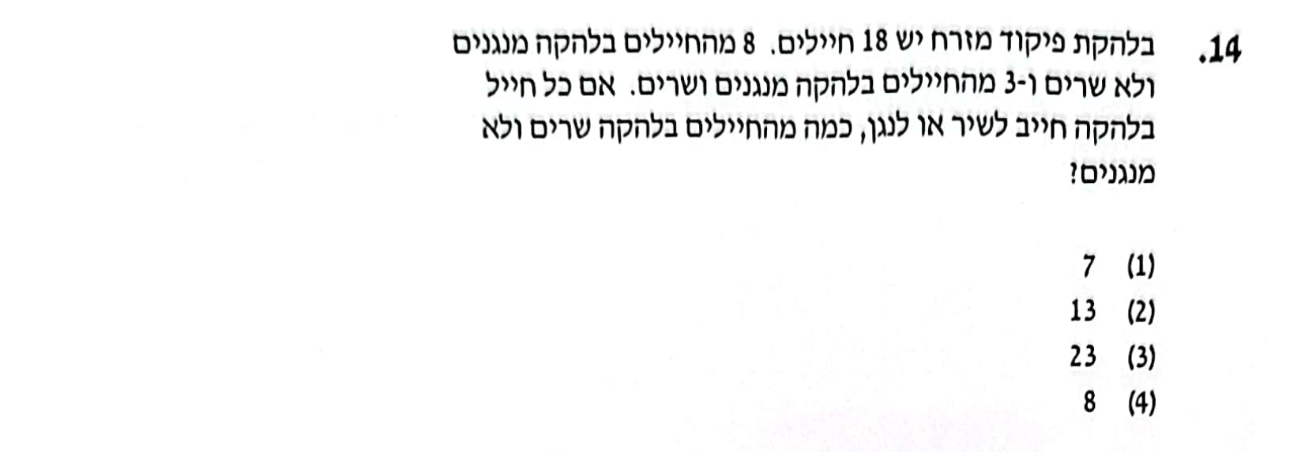 14. בלהקת פיקוד מזרח יש 18 חיילים. 8 מהחיילים בלהקה מנגנים
ולא שרים ו-3 מהחיילים בלהקה מנגנים ושרים. אם כל חייל
בלהקה חייב לשיר או לנגן, כמה מהחיילים בלהקה שרים ולא
מנגנים?
(1) 7
(2) 13
(3) 23
(4) 8